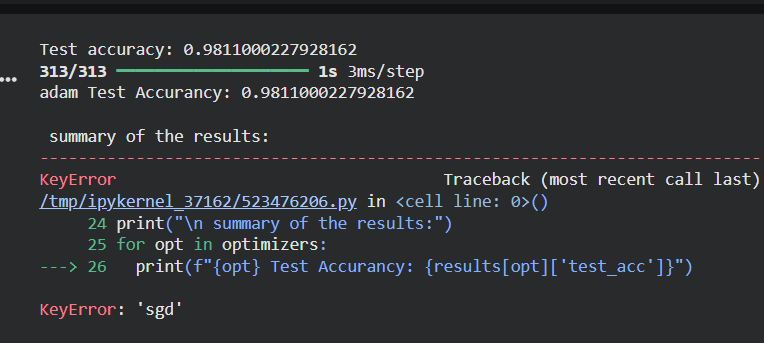 Test accuracy: 0.9811000227928162
313/313 ━━━━━━━━━━━━━━━━━━━━ 1s 3ms/step
adam Test Accurancy: 0.9811000227928162
 summary of the results:
---------------------------------------------------------------------------
KeyError                                  Traceback (most recent call last)
/tmp/ipykernel_37162/523476206.py in <cell line: 0>()
     24 print("\n summary of the results:")
     25 for opt in optimizers:
---> 26   print(f"{opt} Test Accurancy: {results[opt]['test_acc']}")
KeyError: 'sgd'